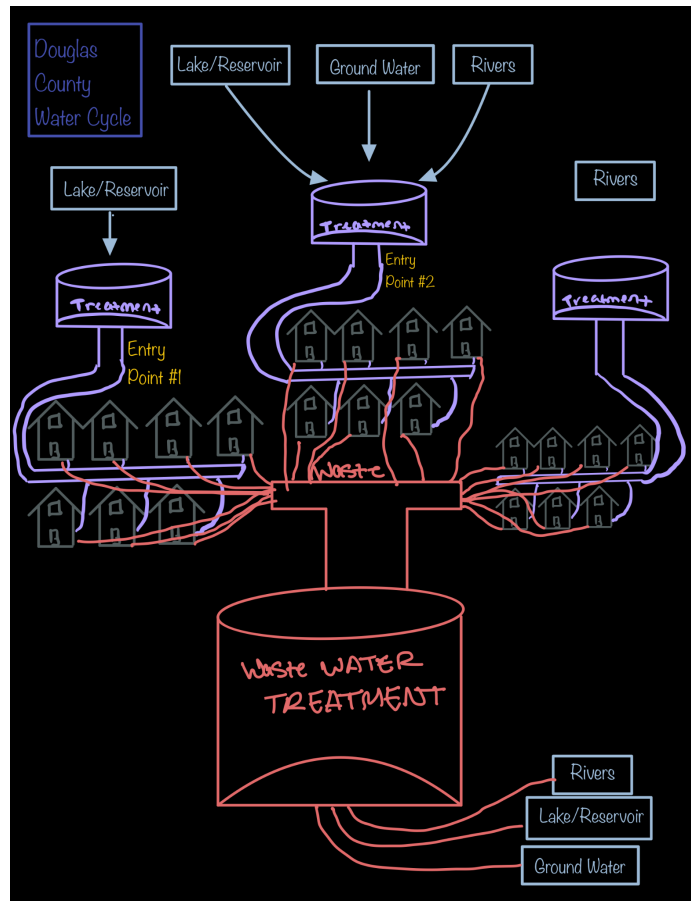 Douglas
County
Water Cycle
Lake/Reservoir
Ground Water
Rivers
Lake/Reservoir
Rivers
Treatment
Entry
Point #2
Treatment
Treatment
Entry
Point #1
Waste
Waste WATER
TREATMENT
Rivers
Lake/Reservoir
Ground Water